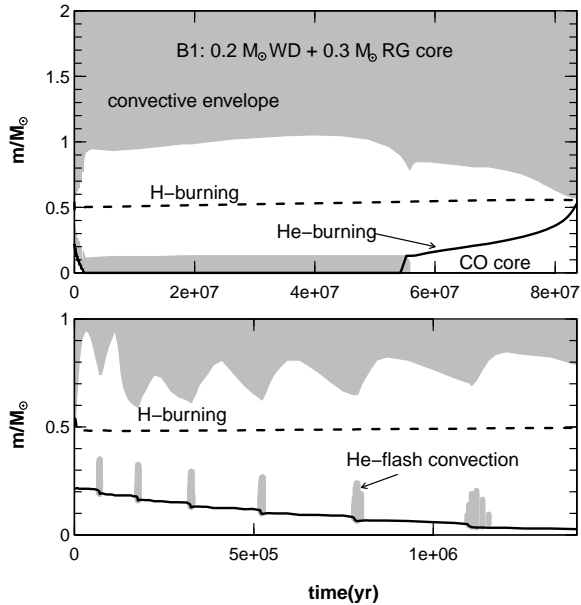 2
B1: 0.2 M⊙ WD + 0.3 M⊙ RG core
1.5
convective envelope
m/M⊙
1
H−burning
0.5
He−burning
CO core
0
0 2e+07 4e+07 6e+07 8e+07
1
m/M⊙
H−burning
0.5
He−flash convection
0
0 5e+05 1e+06
time(yr)